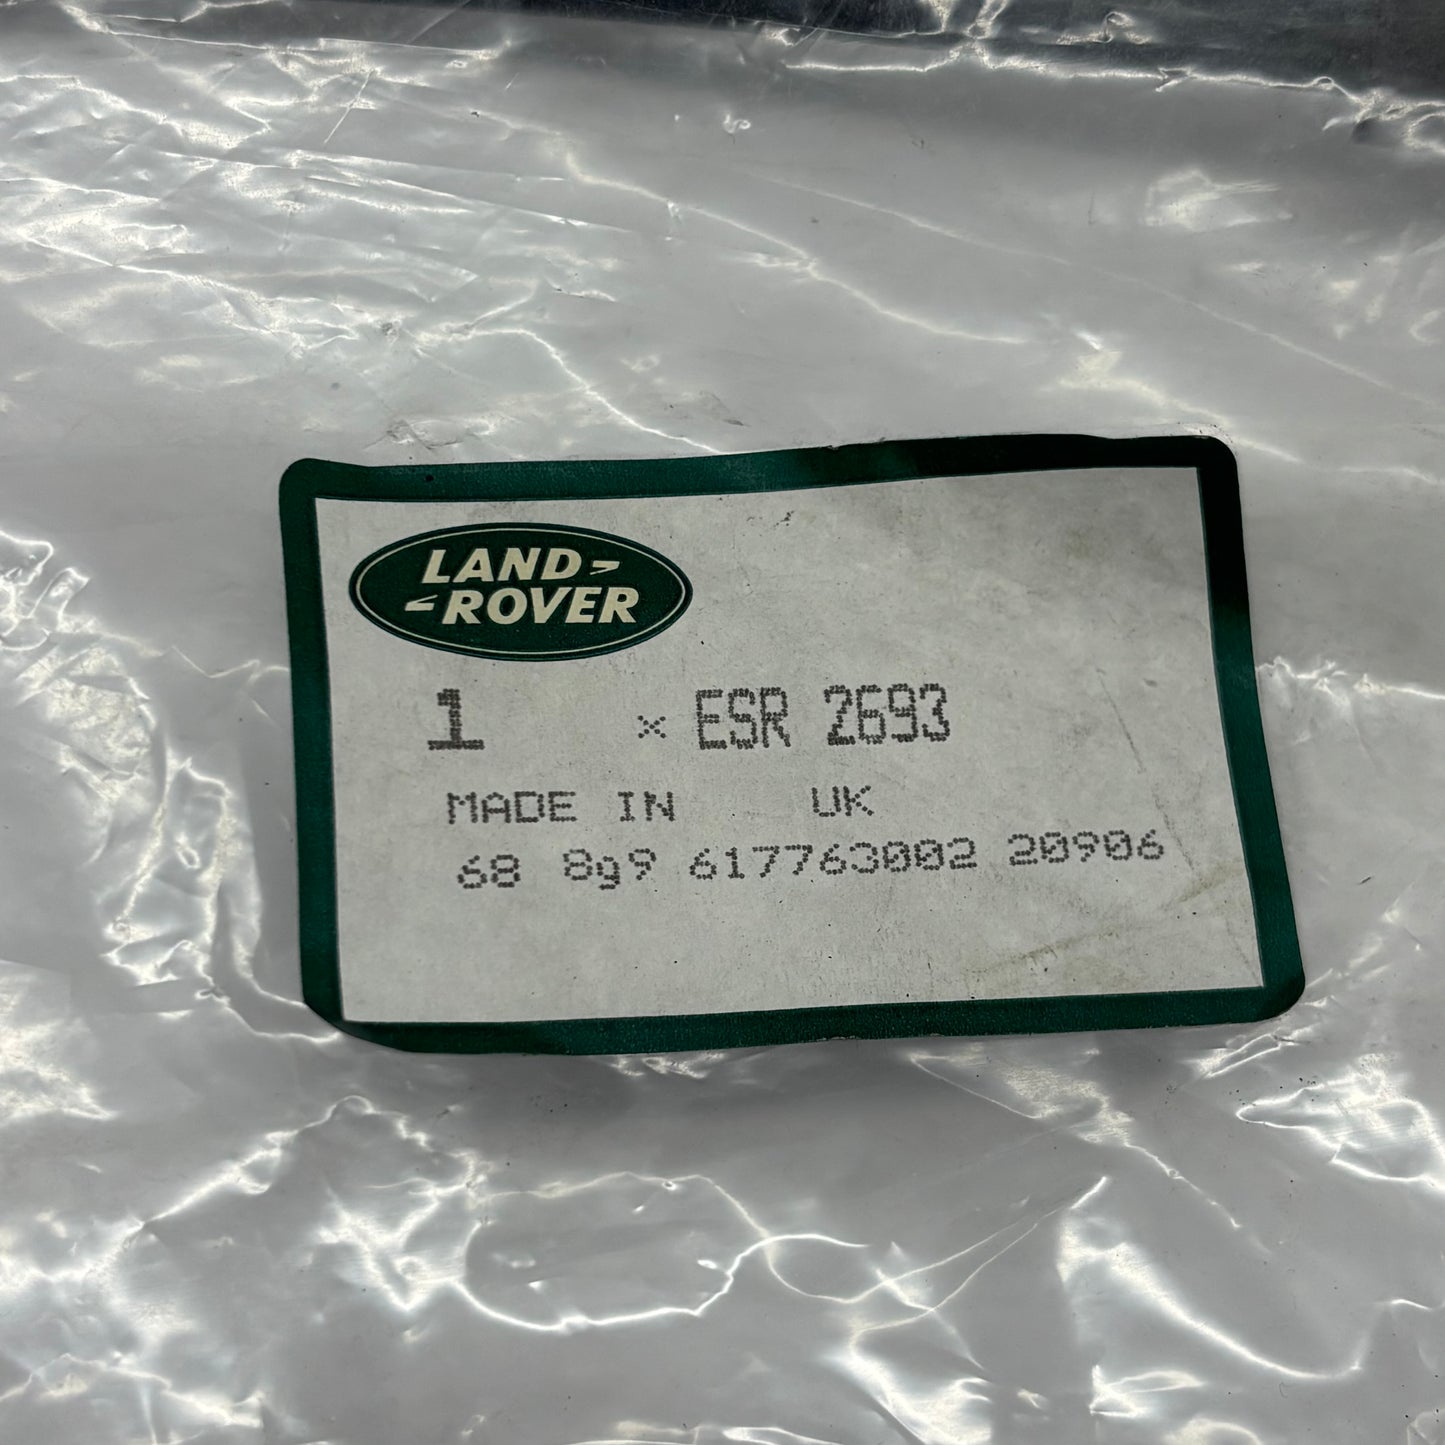 LAND-
ROVER
1 × ESR 2693
MADE IN UK
68 8g9 617763002 20906